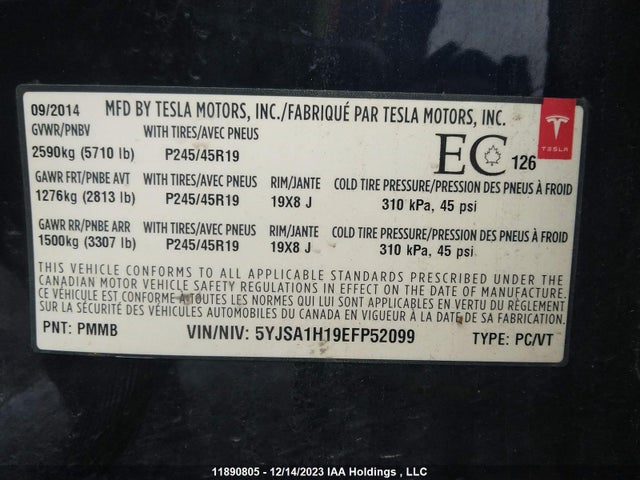 09/2014 MFD BY TESLA MOTORS, INC./FABRIQUÉ PAR TESLA MOTORS, INC.
GVWR/PNBV WITH TIRES/AVEC PNEUS
2590kg (5710 lb) P245/45R19
EC 126
TESLA
GAWR FRT/PNBE AVT WITH TIRES/AVEC PNEUS RIM/JANTE COLD TIRE PRESSURE/PRESSION DES PNEUS À FROID
1276kg (2813 lb) P245/45R19 19X8 J 310 kPa, 45 psi
GAWR RR/PNBE ARR WITH TIRES/AVEC PNEUS RIM/JANTE COLD TIRE PRESSURE/PRESSION DES PNEUS À FROID
1500kg (3307 lb) P245/45R19 19X8 J 310 kPa, 45 psi
THIS VEHICLE CONFORMS TO ALL APPLICABLE STANDARDS PRESCRIBED UNDER THE
CANADIAN MOTOR VEHICLE SAFETY REGULATIONS IN EFFECT ON THE DATE OF MANUFACTURE.
CE VÉHICULE EST CONFORME À TOUTES LES NORMES QUI LUI SONT APPLICABLES EN VERTU DU RÈGLEMENT
SUR LA SÉCURITÉ DES VÉHICULES AUTOMOBILES DU CANADA EN VIGUEUR À LA DATE DE SA FABRICATION
PNT: PMMB VIN/NIV: 5YJSA1H19EFP52099 TYPE: PC/VT
11890805 - 12/14/2023 IAA Holdings , LLC